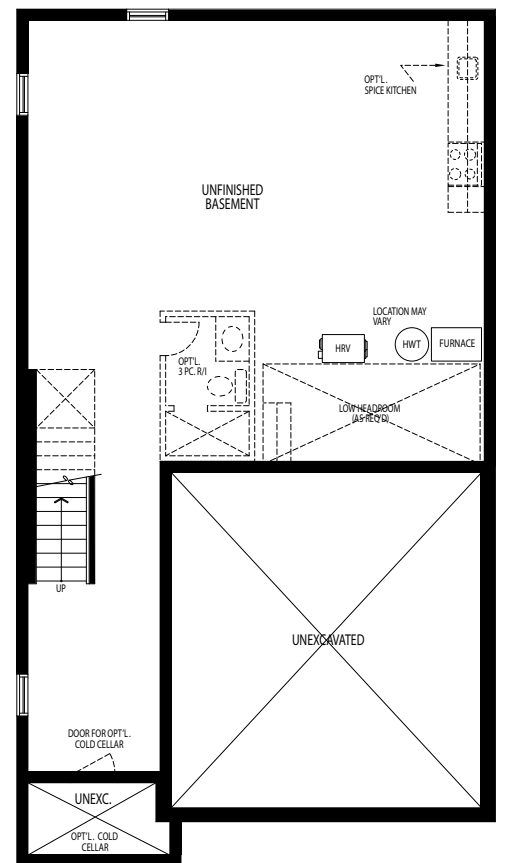 OPT'L.
SPICE KITCHEN
UNFINISHED
BASEMENT
LOCATION MAY
VARY
HRV
HWT
FURNACE
OPT'L.
3 PC. R/I
LOW HEADROOM
(AS REQ'D)
UP
UNEXCAVATED
DOOR FOR OPT'L.
COLD CELLAR
UNEXC.
OPT'L. COLD
CELLAR